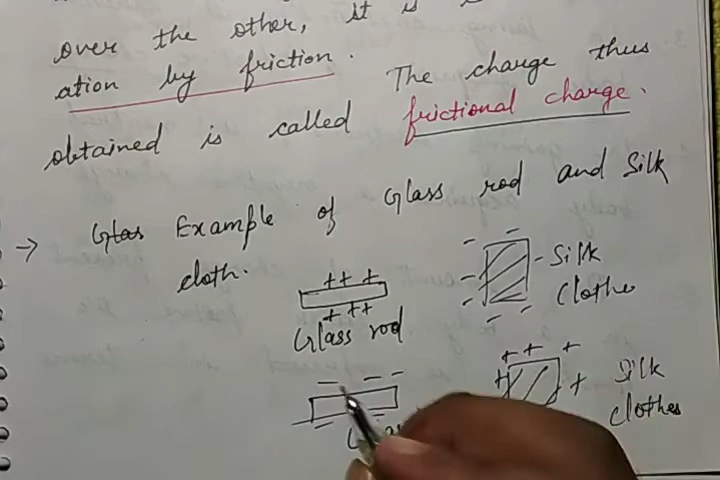 over the other, it is
ation by friction.
The charge thus
obtained is called frictional charge.
→ Example of Glass rod and Silk
cloth.
++ +
+ ++
Glass rod
- Silk
Clothe
Silk
clothes